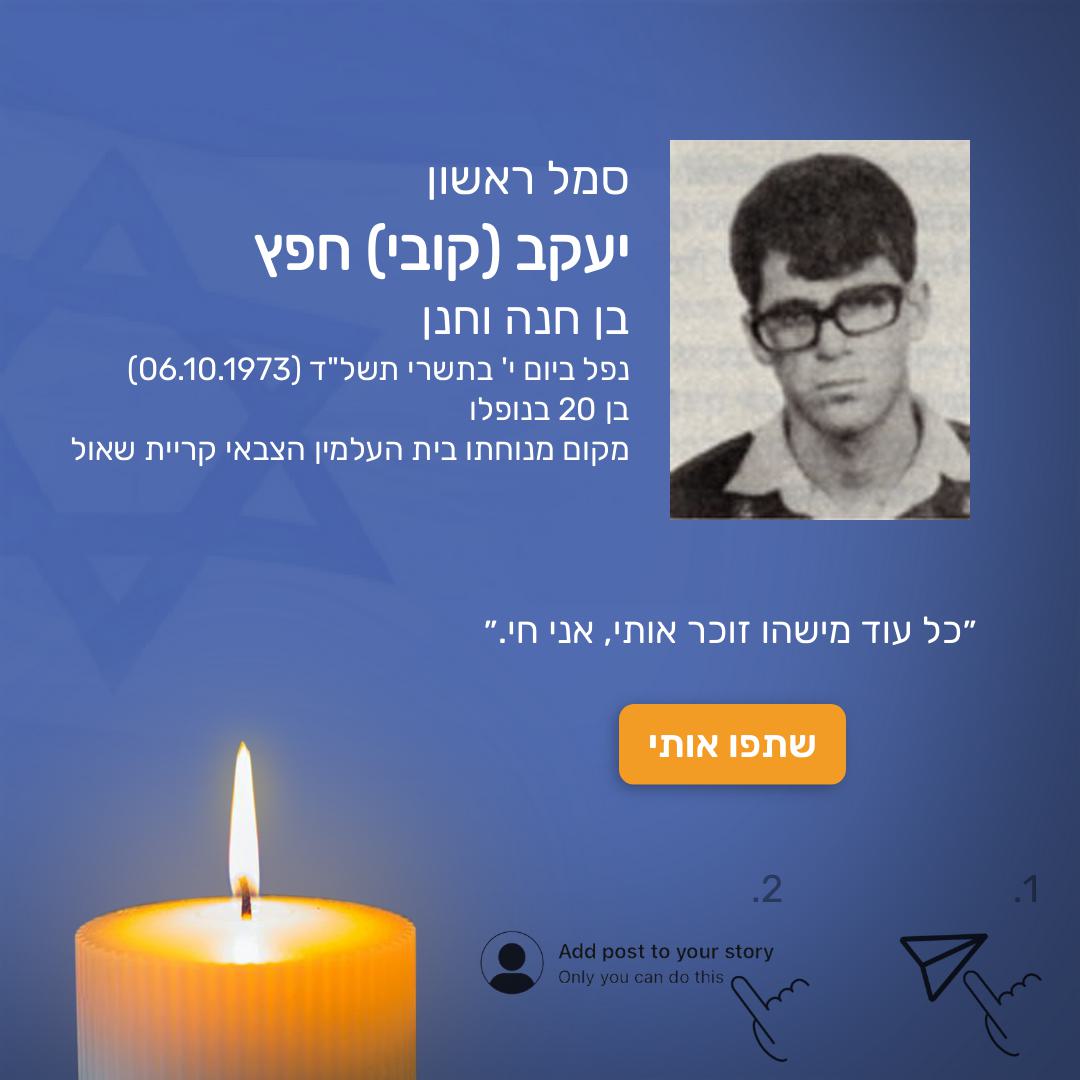 סמל ראשון
יעקב (קובי) חפץ
בן חנה וחנן
נפל ביום י' בתשרי תשל"ד (06.10.1973)
בן 20 בנופלו
מקום מנוחתו בית העלמין הצבאי קריית שאול
״כל עוד מישהו זוכר אותי, אני חי.״
שתפו אותי
.1
.2
Add post to your story
Only you can do this